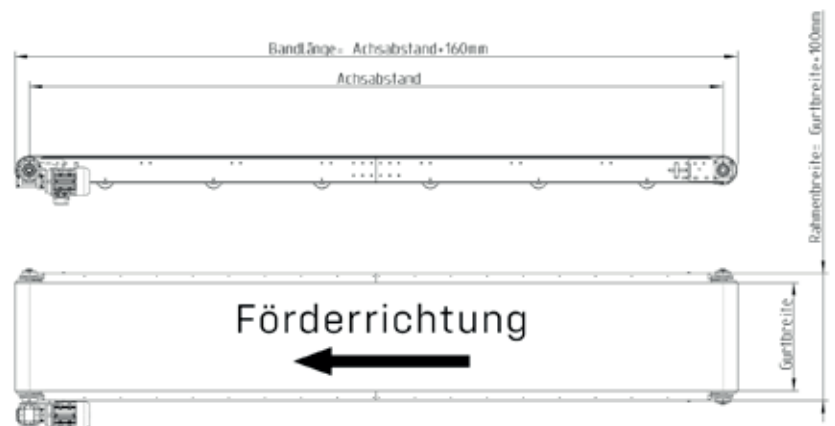 Bandlänge= Achsabstand+160mm
Achsabstand
Rahmenbreite= Gurtbreite+100mm
Gurtbreite
Förderrichtung